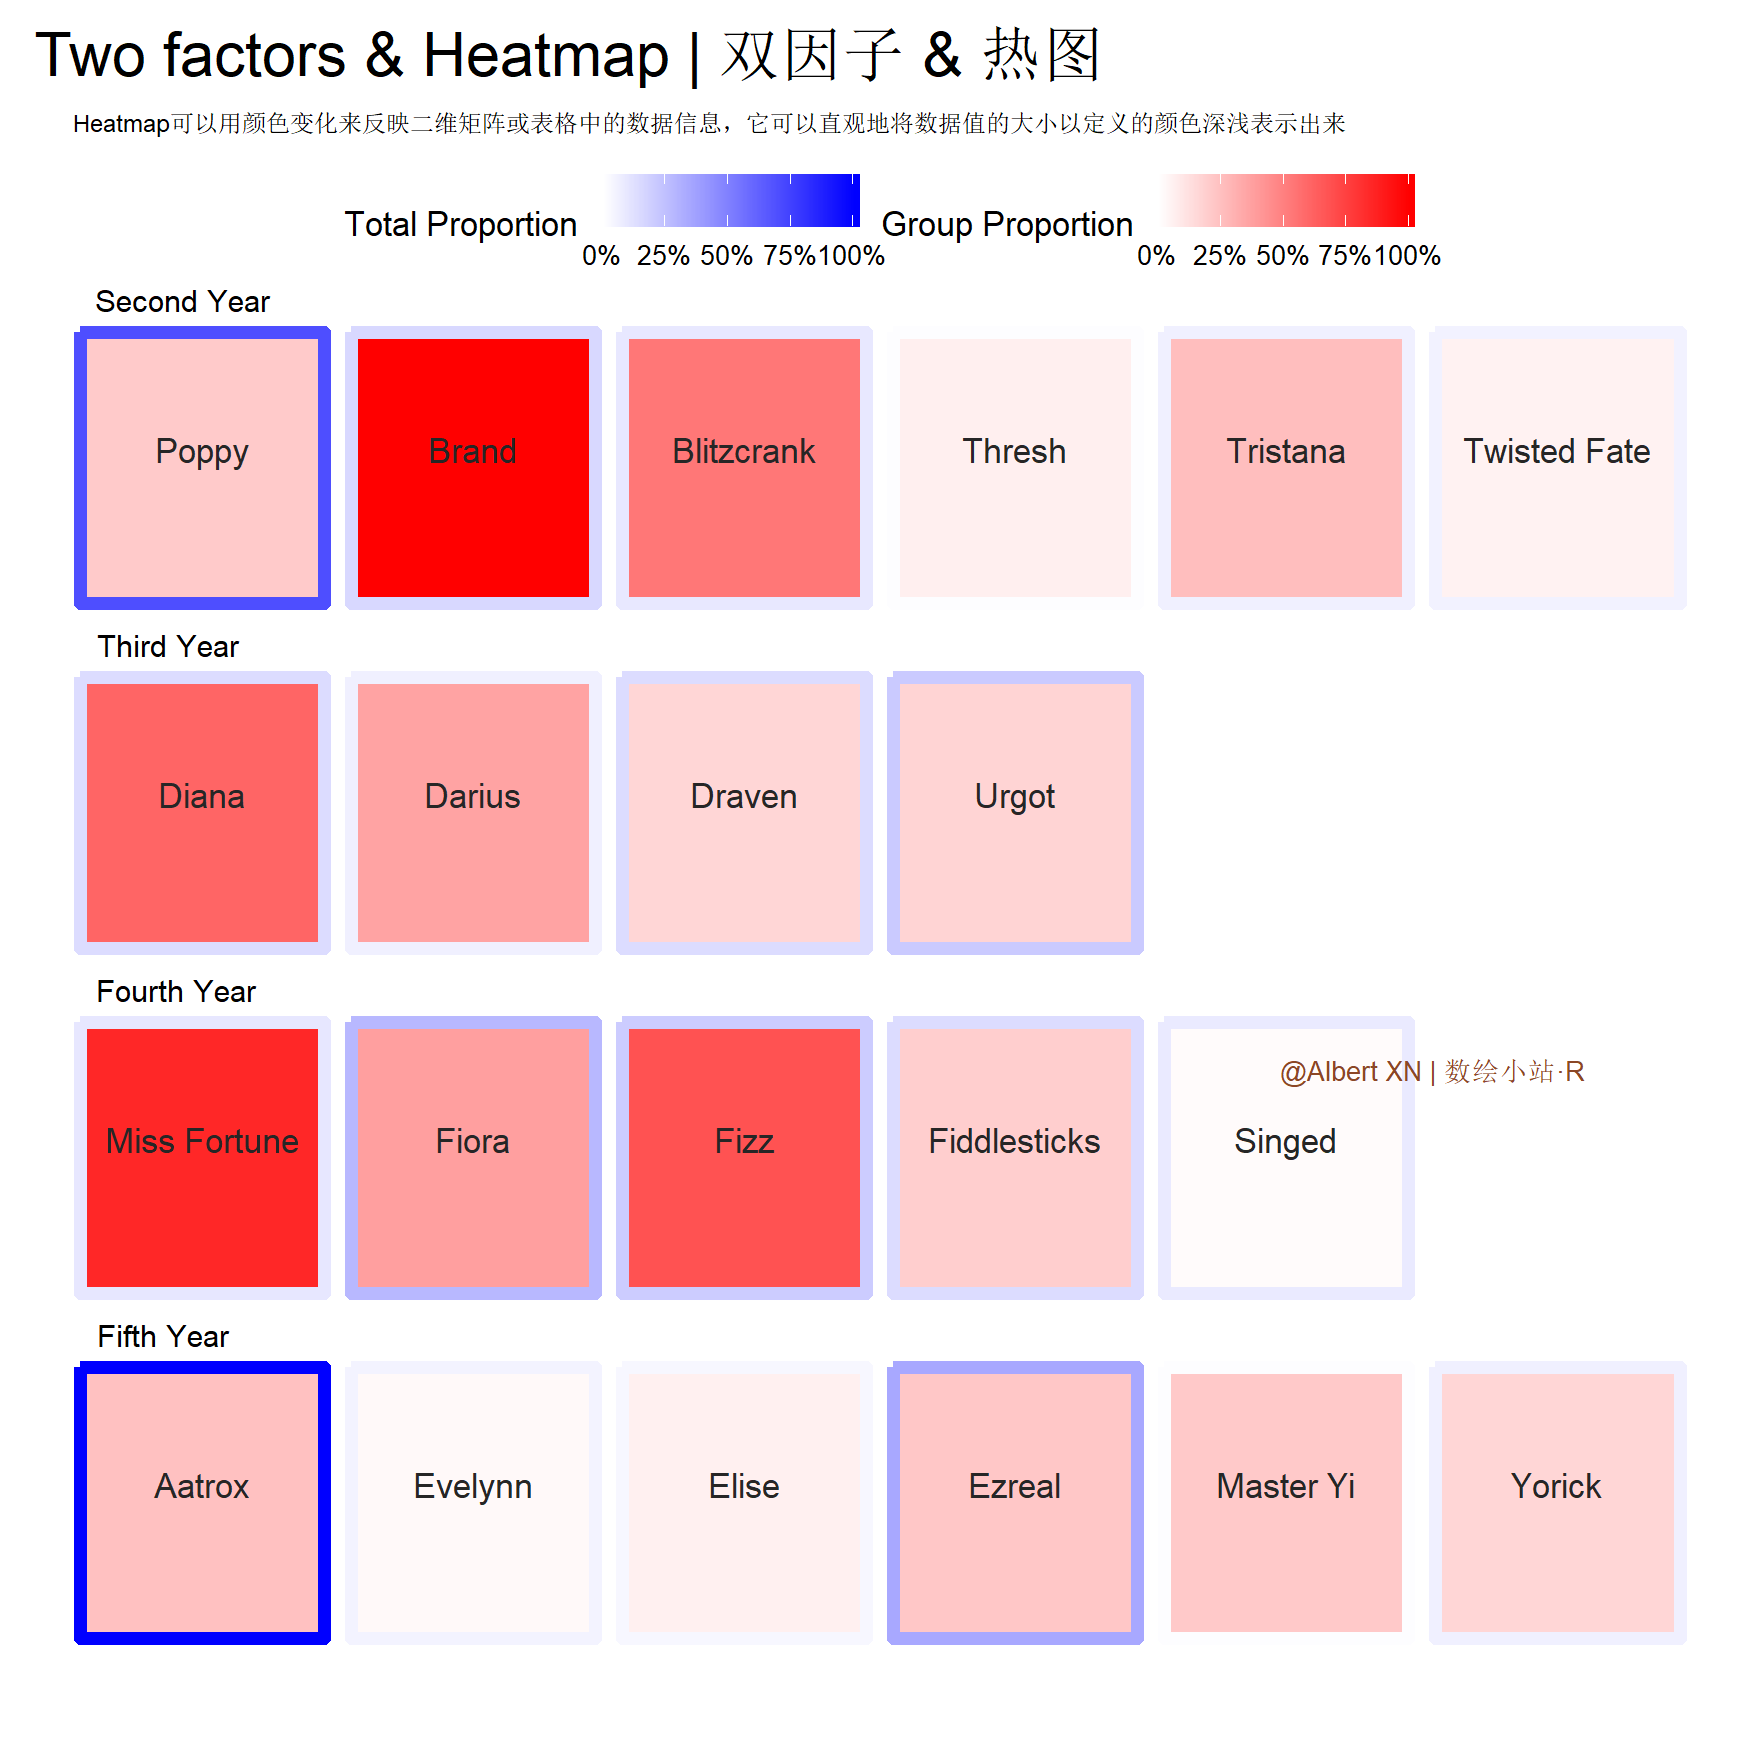 Two factors & Heatmap | 双因子 & 热图
Heatmap可以用颜色变化来反映二维矩阵或表格中的数据信息，它可以直观地将数据值的大小以定义的颜色深浅表示出来
Total Proportion
0% 25% 50% 75% 100%
Group Proportion
0% 25% 50% 75% 100%
Second Year
Poppy
Brand
Blitzcrank
Thresh
Tristana
Twisted Fate
Third Year
Diana
Darius
Draven
Urgot
Fourth Year
@Albert XN | 数绘小站·R
Miss Fortune
Fiora
Fizz
Fiddlesticks
Singed
Fifth Year
Aatrox
Evelynn
Elise
Ezreal
Master Yi
Yorick